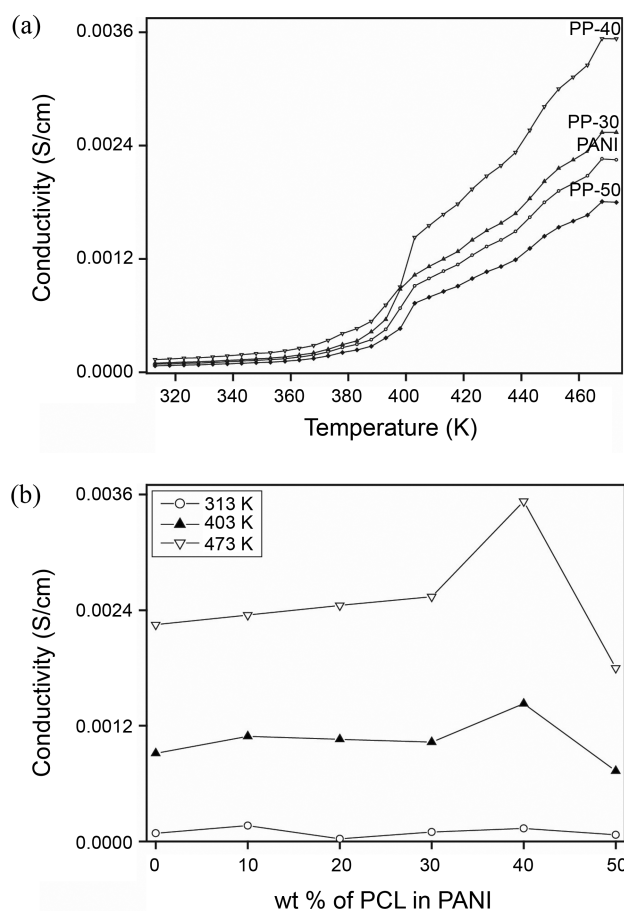 (a)
0.0036
0.0024
0.0012
0.0000
Conductivity (S/cm)
PP-40
PP-30
PANI
PP-50
320 340 360 380 400 420 440 460
Temperature (K)
(b)
0.0036
0.0024
0.0012
0.0000
Conductivity (S/cm)
313 K
403 K
473 K
0 10 20 30 40 50
wt % of PCL in PANI